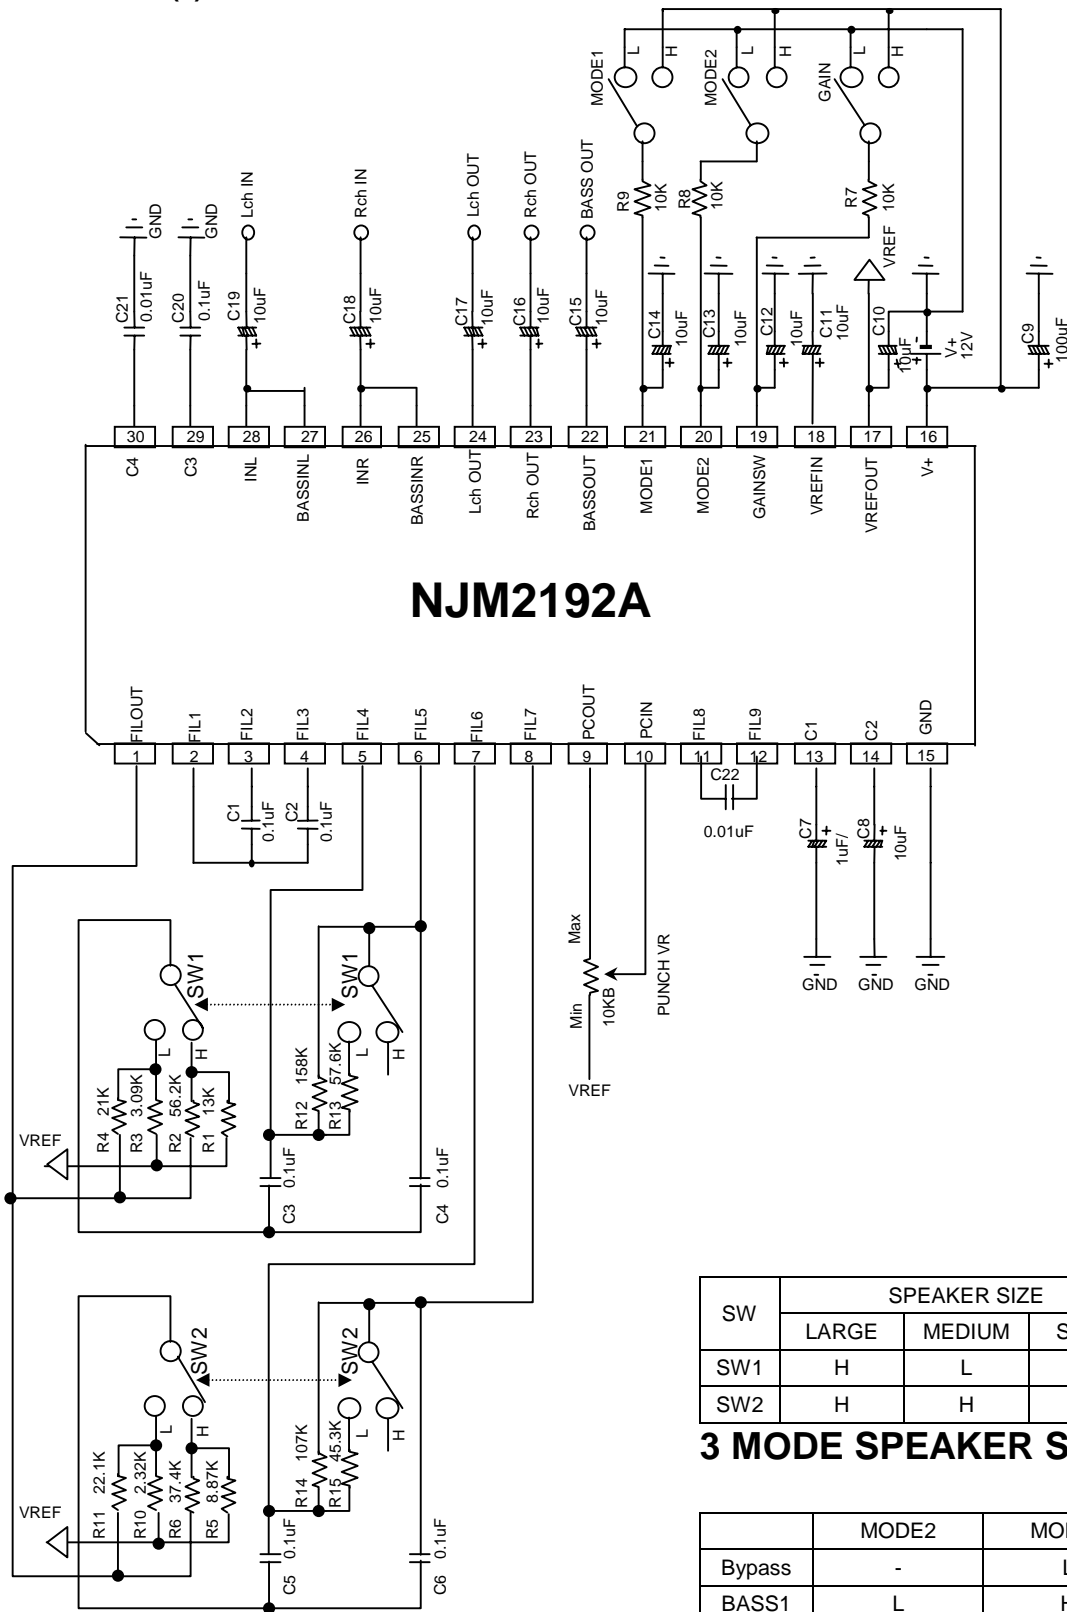 L
H
L
H
L
H
MODE1
MODE2
GAIN
GND
GND
Lch IN
Rch IN
Lch OUT
Rch OUT
BASS OUT
R9
10K
R8
10K
R7
10K
VREF
C21
0.01uF
C20
0.1uF
C19
10uF
C18
10uF
C17
10uF
C16
10uF
C15
10uF
C14
10uF
C13
10uF
C12
10uF
C11
10uF
C10
10uF
V+
12V
C9
100uF
30 29 28 27 26 25 24 23 22 21 20 19 18 17 16
C4
C3
INL
BASSINL
INR
BASSINR
Lch OUT
Rch OUT
BASSOUT
MODE1
MODE2
GAINSW
VREFIN
VREFOUT
V+
NJM2192A
FILOUT
FIL1
FIL2
FIL3
FIL4
FIL5
FIL6
FIL7
PCOUT
PCIN
FIL8
FIL9
C1
C2
GND
1 2 3 4 5 6 7 8 9 10 11 12 13 14 15
C1
0.1uF
C2
0.1uF
C22
0.01uF
C7
1uF/
C8
10uF
GND
GND
GND
Max
Min
10KB
PUNCH VR
VREF
SW1
SW1
L
H
L
H
R4 21K
R3 3.09K
R2 56.2K
R1 13K
R12 158K
R13 57.6K
VREF
C3 0.1uF
C4 0.1uF
SW2
SW2
L
H
L
H
R11 22.1K
R10 2.32K
R6 37.4K
R5 8.87K
R14 107K
R15 45.3K
VREF
C5 0.1uF
C6 0.1uF
SW SPEAKER SIZE
LARGE MEDIUM S
SW1 H L
SW2 H H
3 MODE SPEAKER S
MODE2
Bypass -
BASS1 L